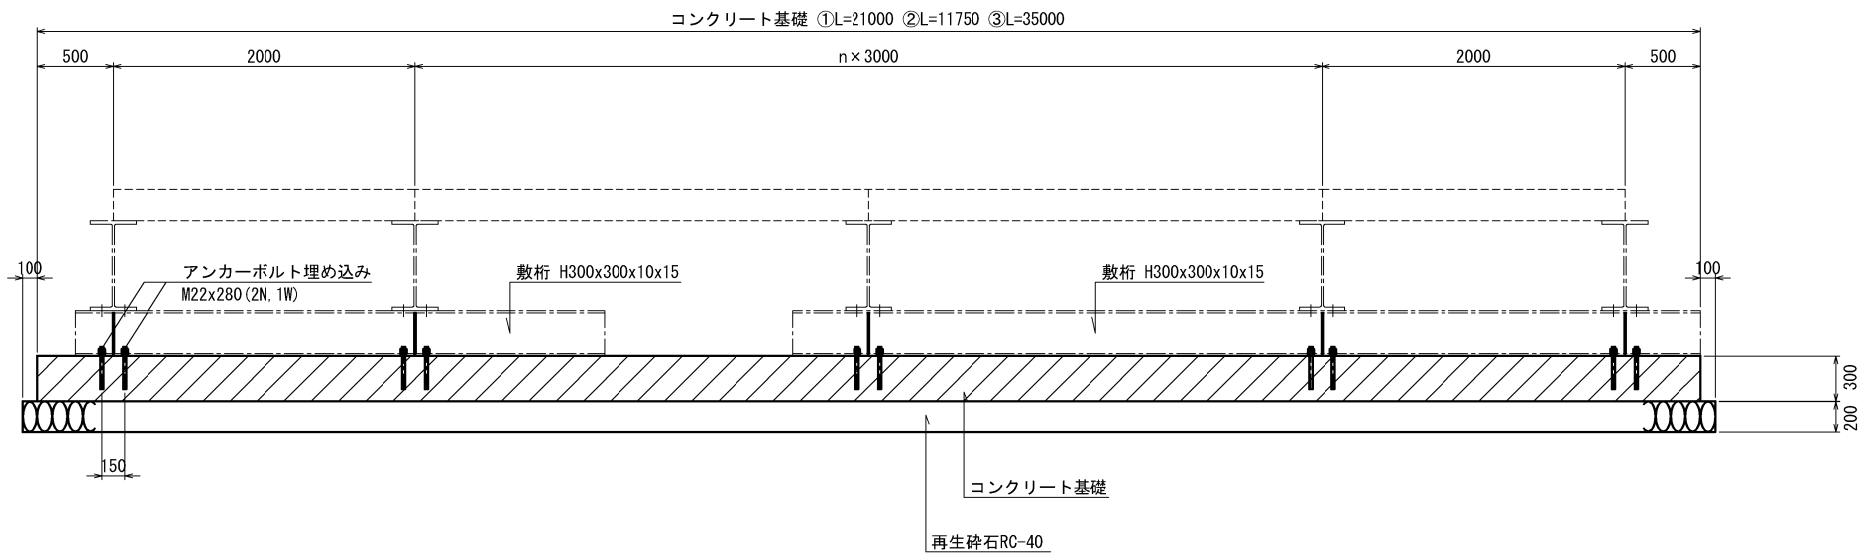 コンクリート基礎 ①L=21000 ②L=11750 ③L=35000
500 2000 n×3000 2000 500
100 アンカーボルト埋め込み 敷桁 H300x300x10x15 敷桁 H300x300x10x15 100
M22x280(2N,1W)
300
200
150
コンクリート基礎
再生砕石RC-40